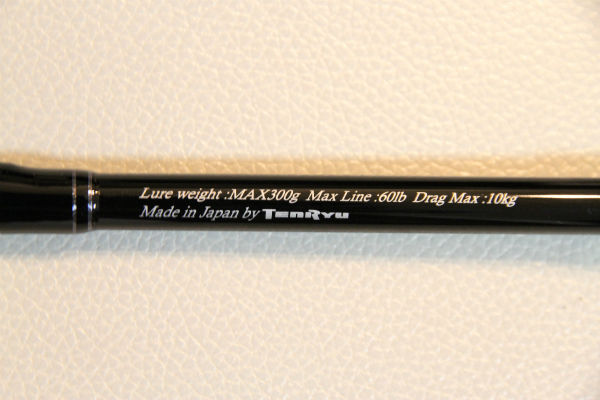 Lure weight :MAX300g Max Line :60lb Drag Max :10kg
Made in Japan by TenRyu